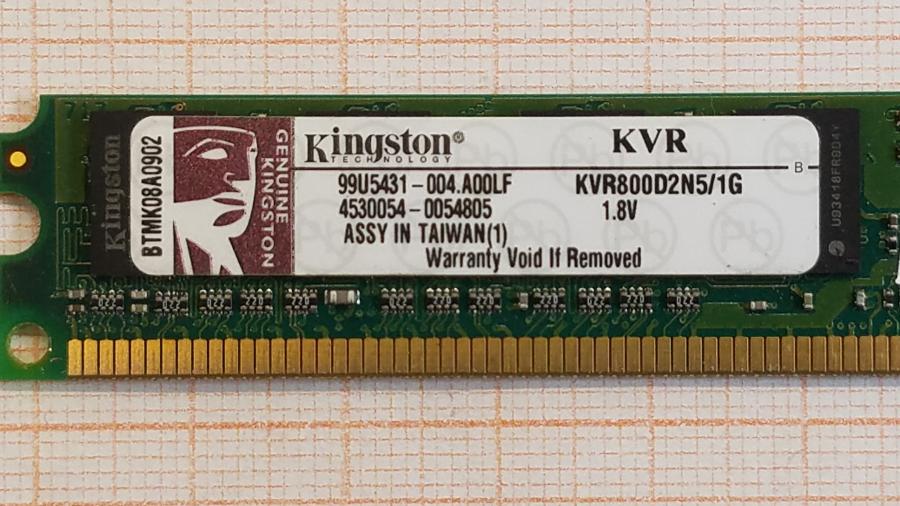 Kingston
BTMK08A0902
GENUINE
KINGSTON
Kingston®
TECHNOLOGY
KVR
B
99U5431-004.A00LF
KVR800D2N5/1G
4530054-0054805
1.8V
ASSY IN TAIWAN(1)
Warranty Void If Removed